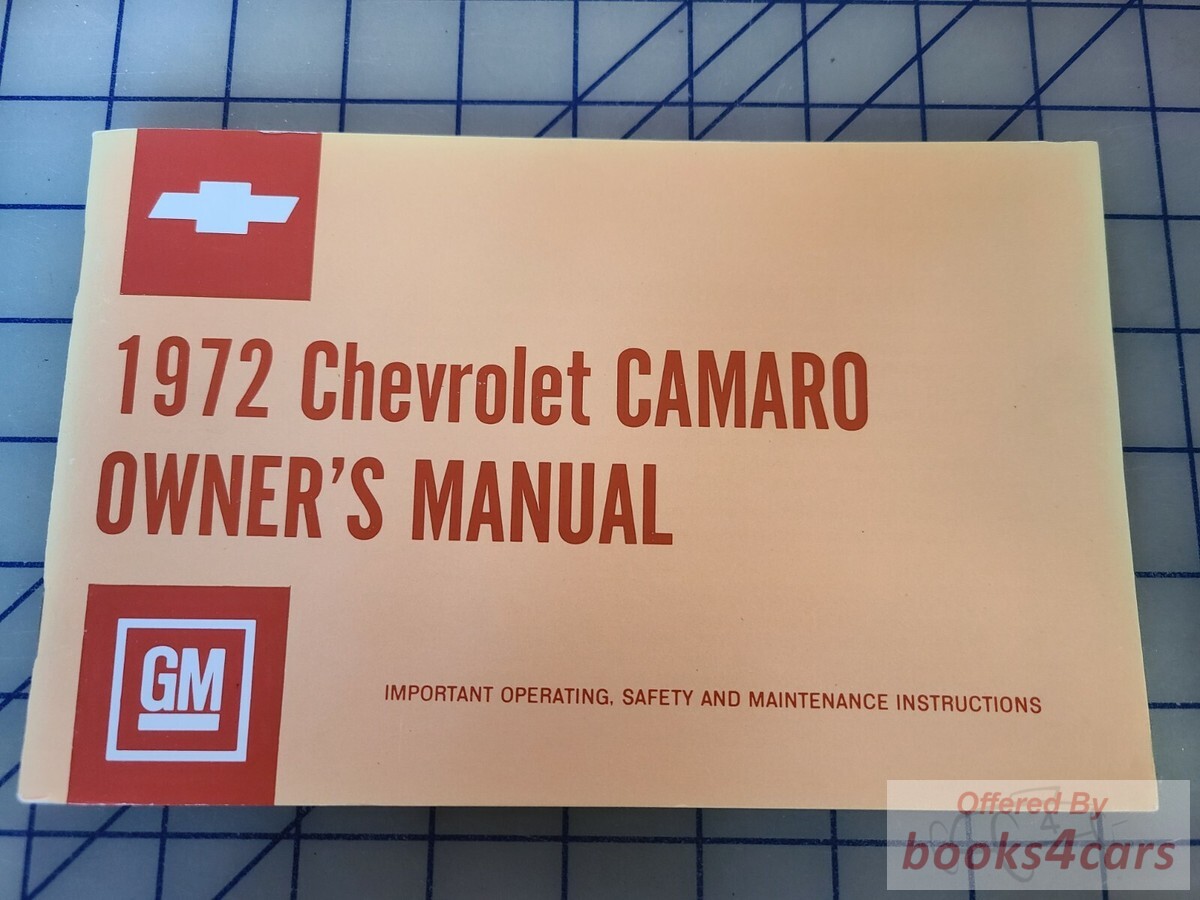 1972 Chevrolet CAMARO
OWNER'S MANUAL
GM
IMPORTANT OPERATING, SAFETY AND MAINTENANCE INSTRUCTIONS
Offered By
books4cars